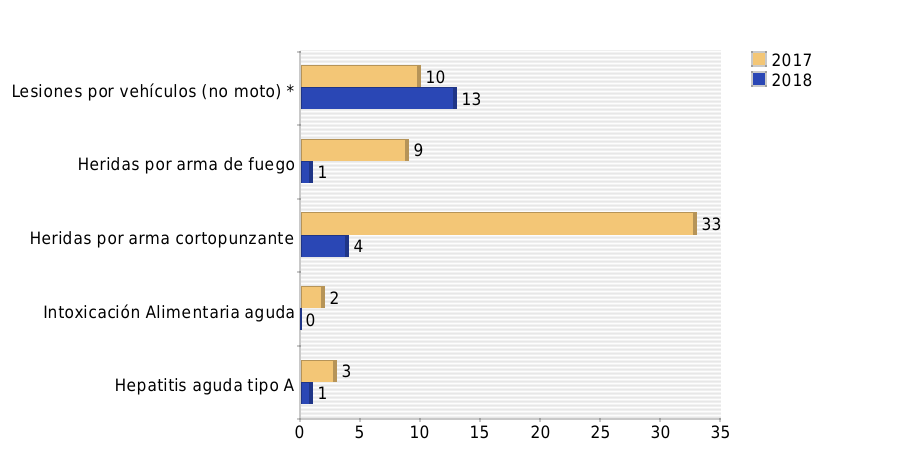 2017
2018
Lesiones por vehículos (no moto) *
10
13
Heridas por arma de fuego
9
1
Heridas por arma cortopunzante
33
4
Intoxicación Alimentaria aguda
2
0
Hepatitis aguda tipo A
3
1
0 5 10 15 20 25 30 35